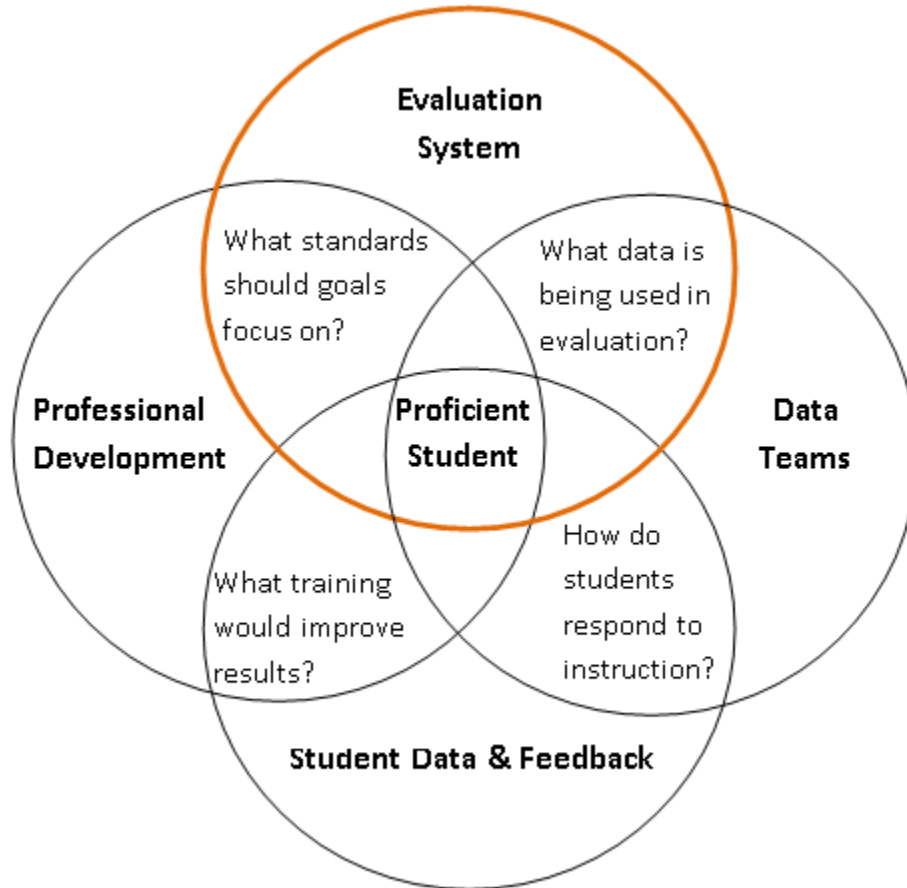 Evaluation
System
What standards
should goals
focus on?
What data is
being used in
evaluation?
Professional
Development
Proficient
Student
Data
Teams
What training
would improve
results?
How do
students
respond to
instruction?
Student Data & Feedback